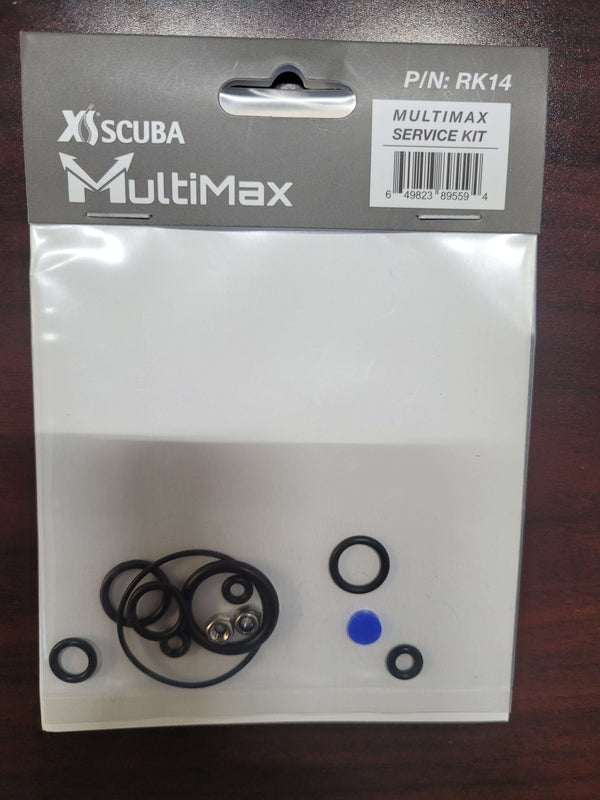 P/N: RK14
XS SCUBA
MultiMax
MULTIMAX
SERVICE KIT
6 49823 89559 4